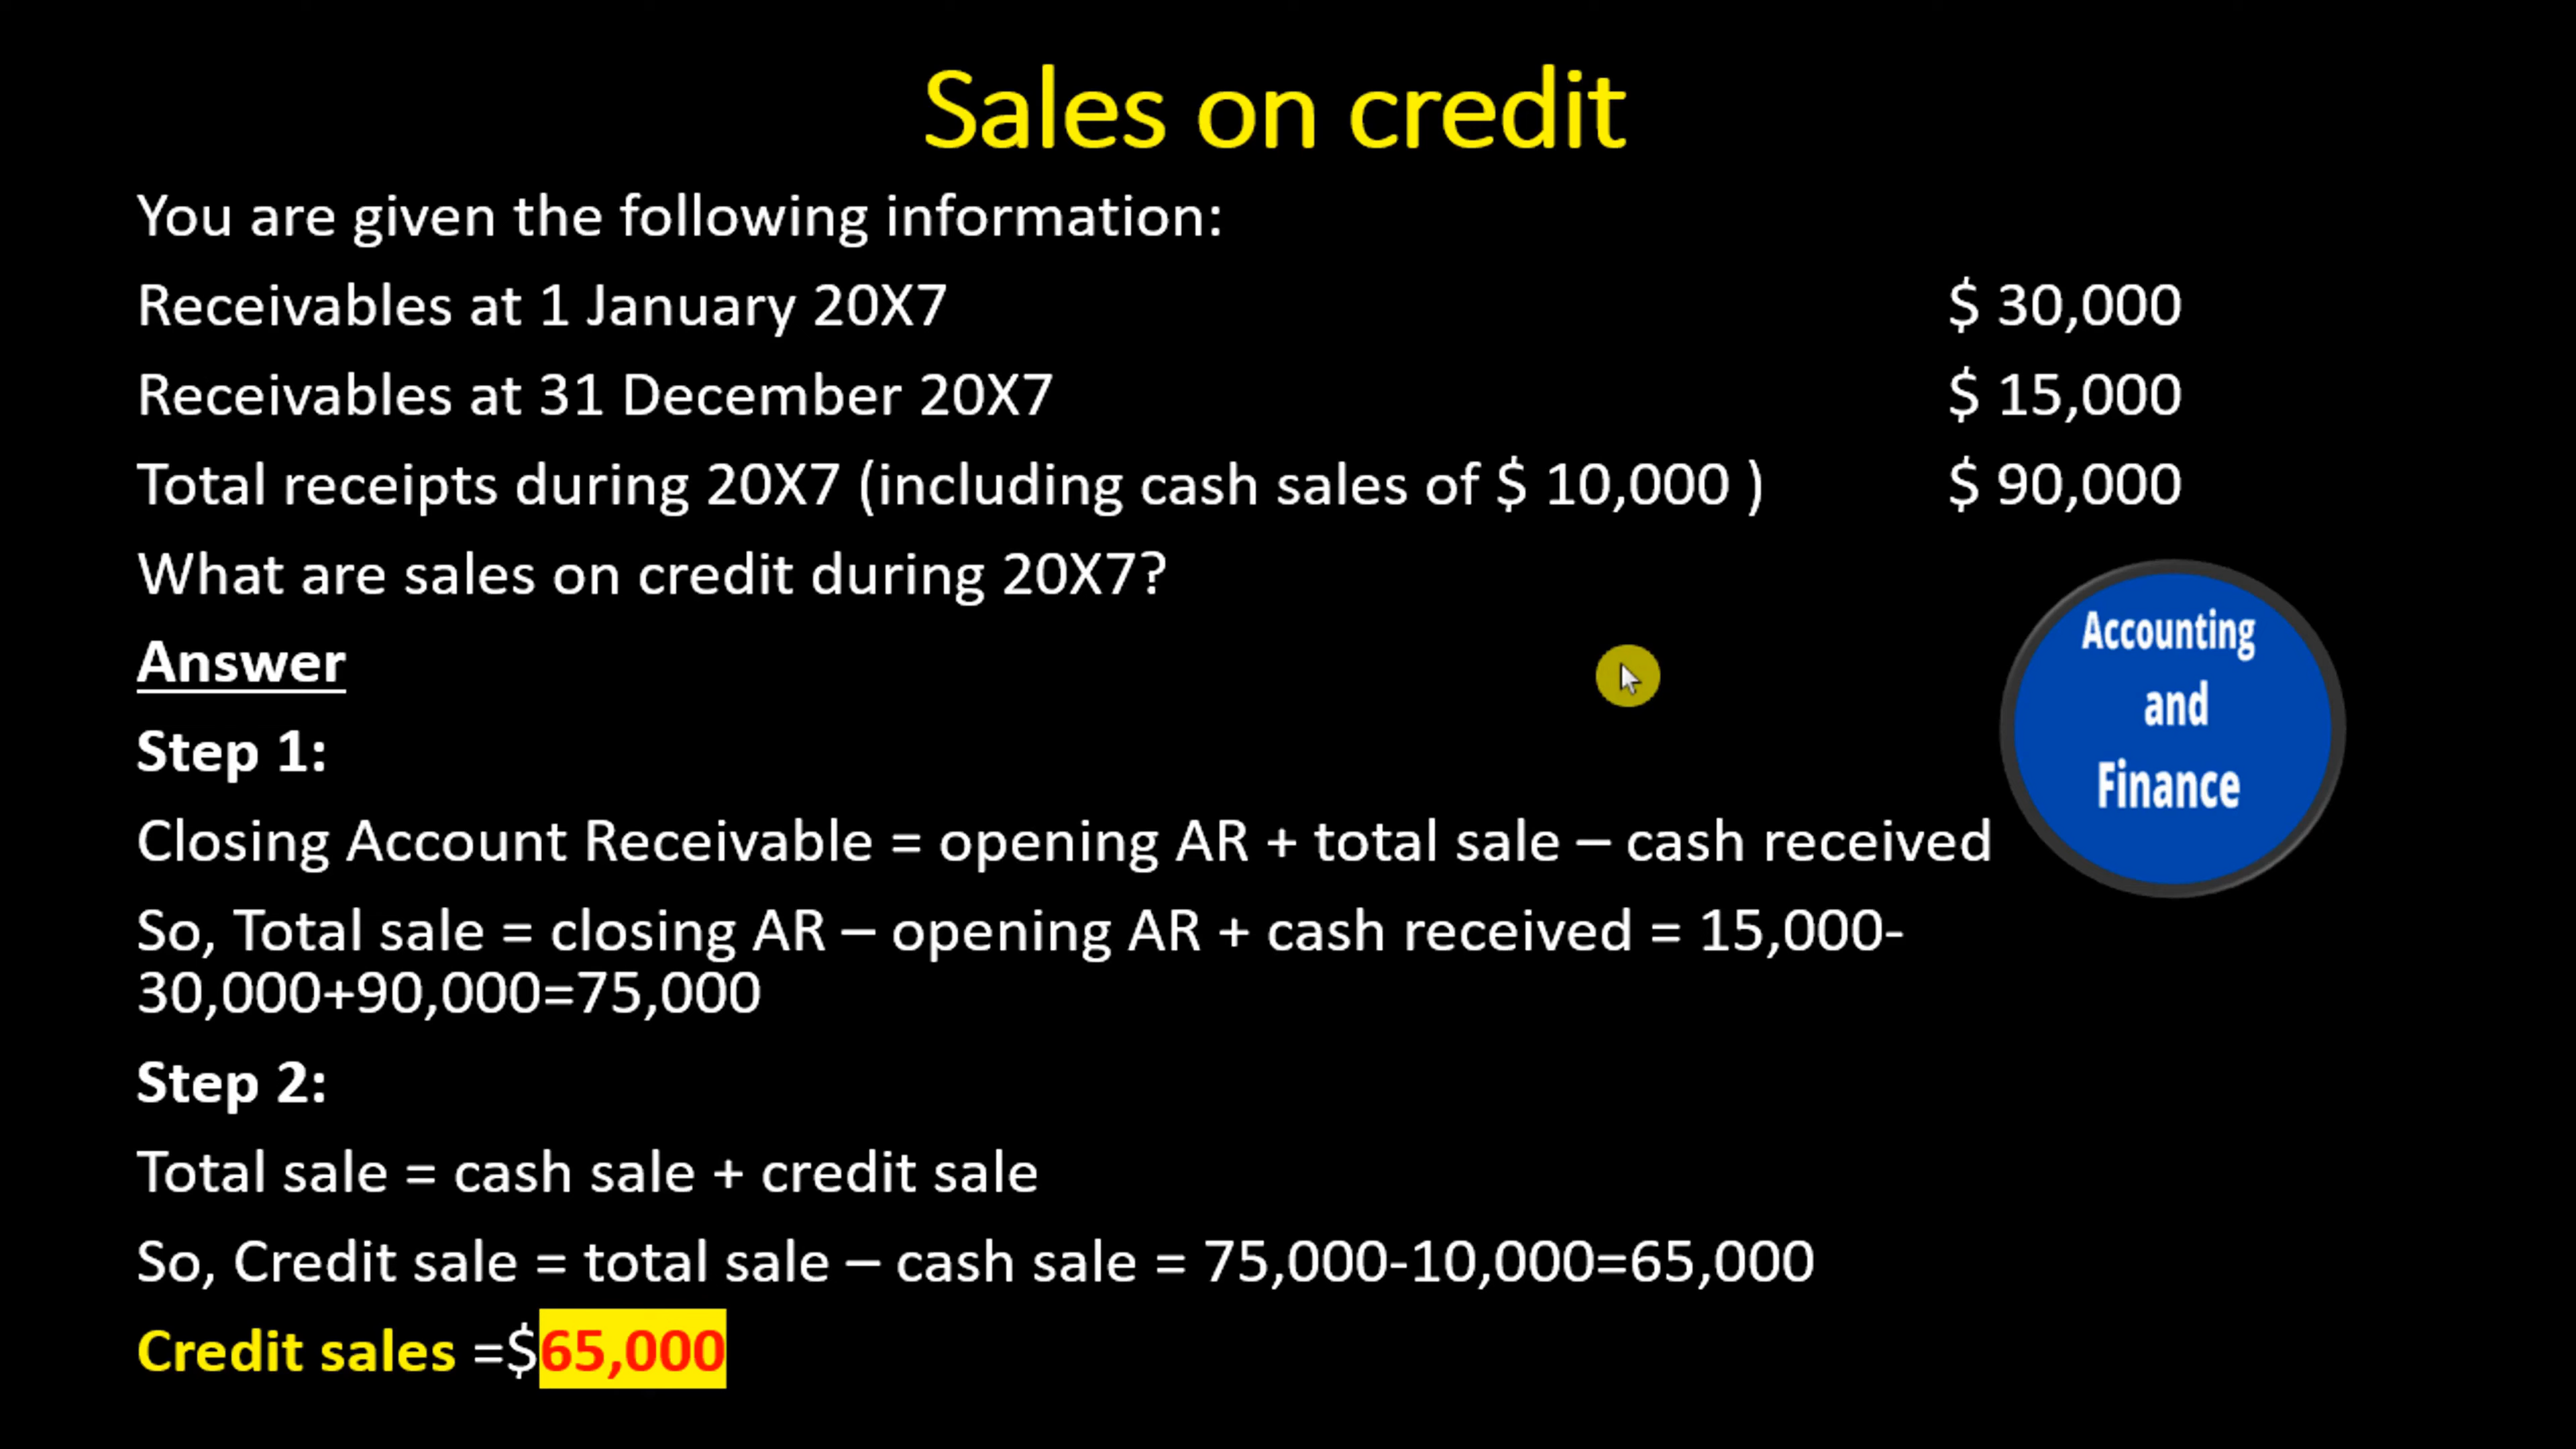 Sales on credit
You are given the following information:
Receivables at 1 January 20X7 $ 30,000
Receivables at 31 December 20X7 $ 15,000
Total receipts during 20X7 (including cash sales of $ 10,000 ) $ 90,000
What are sales on credit during 20X7?
Accounting
and
Finance
Answer
Step 1:
Closing Account Receivable = opening AR + total sale – cash received
So, Total sale = closing AR – opening AR + cash received = 15,000-
30,000+90,000=75,000
Step 2:
Total sale = cash sale + credit sale
So, Credit sale = total sale – cash sale = 75,000-10,000=65,000
Credit sales =$65,000